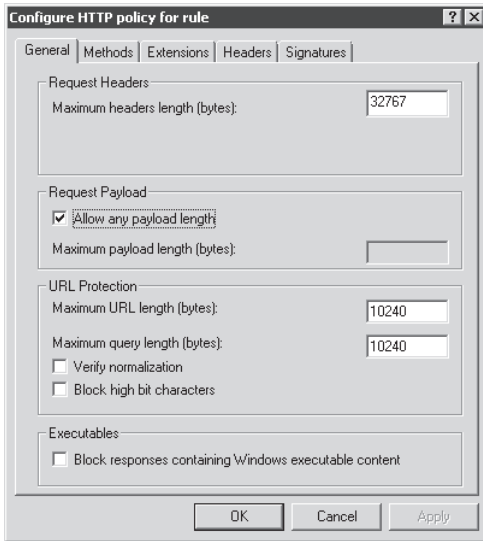 Configure HTTP policy for rule
General Methods Extensions Headers Signatures
Request Headers
Maximum headers length (bytes): 32767
Request Payload
Allow any payload length
Maximum payload length (bytes):
URL Protection
Maximum URL length (bytes): 10240
Maximum query length (bytes): 10240
Verify normalization
Block high bit characters
Executables
Block responses containing Windows executable content
OK Cancel Apply